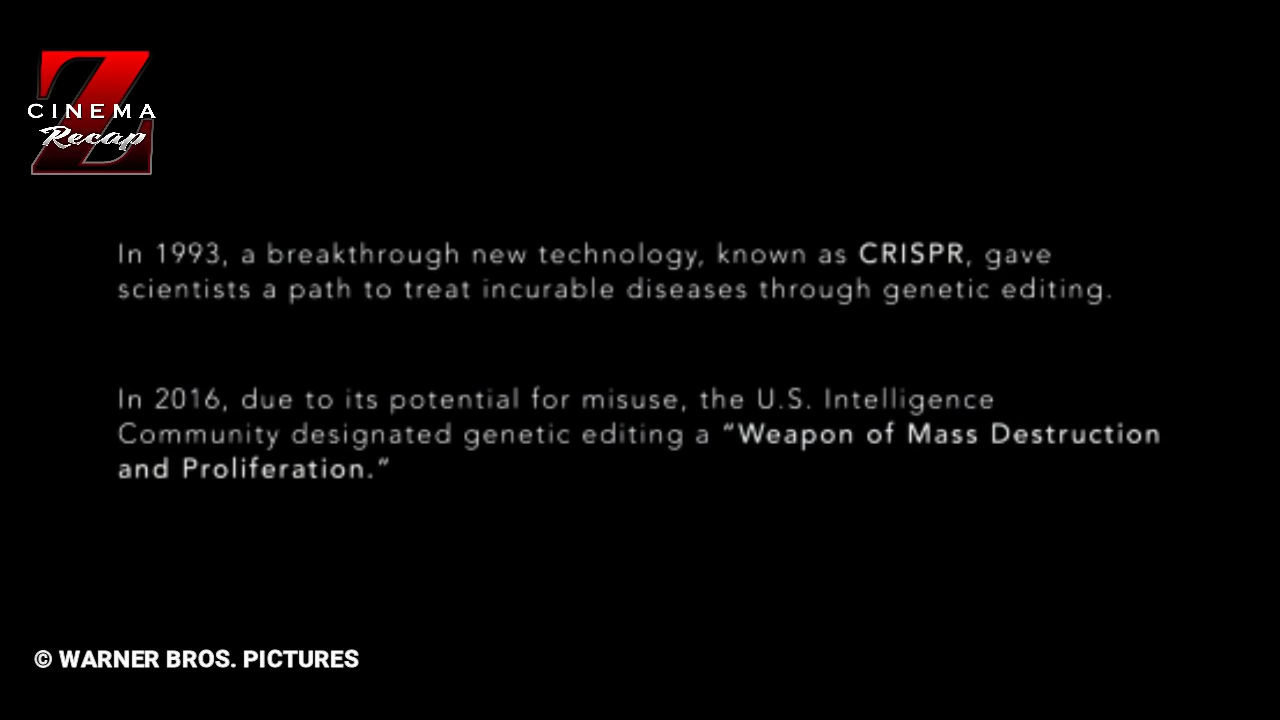 Z
CINEMA
Recap
In 1993, a breakthrough new technology, known as CRISPR, gave
scientists a path to treat incurable diseases through genetic editing.
In 2016, due to its potential for misuse, the U.S. Intelligence
Community designated genetic editing a “Weapon of Mass Destruction
and Proliferation.”
© WARNER BROS. PICTURES